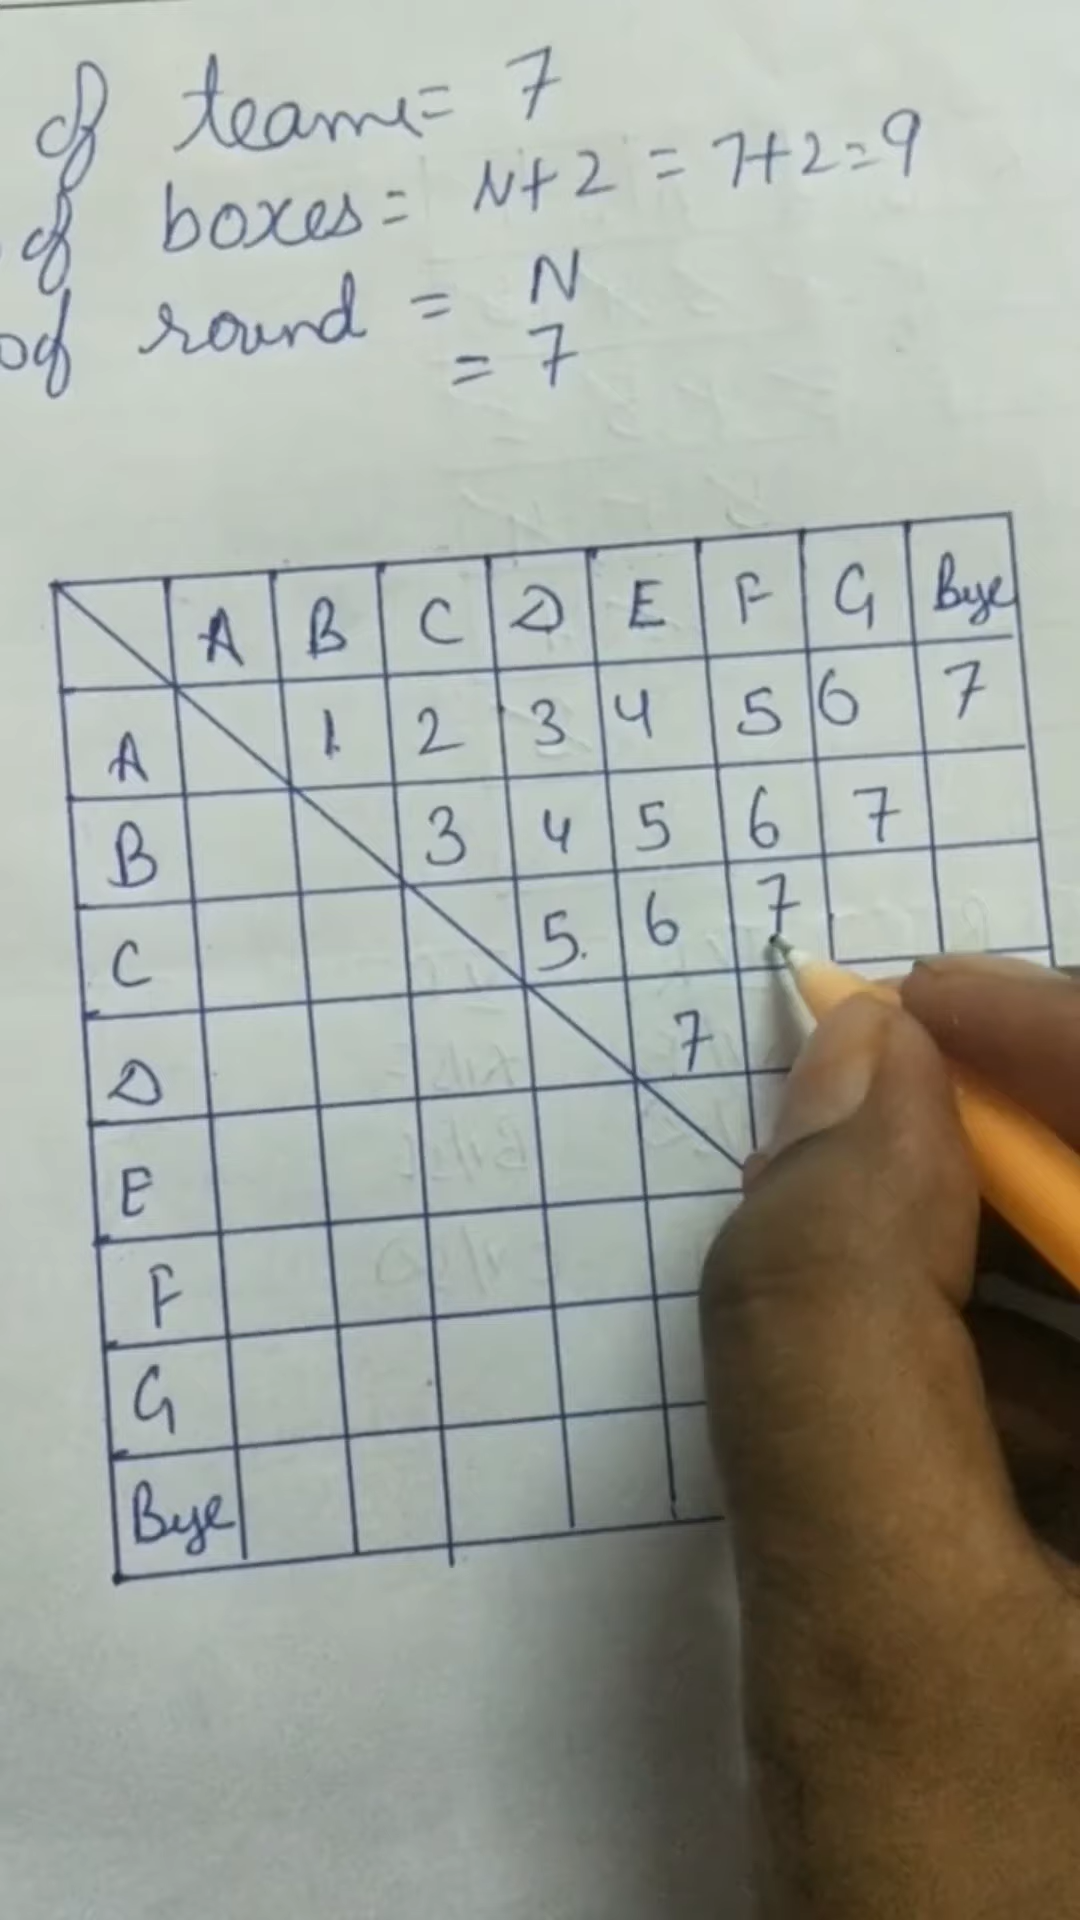 of team = 7
of boxes = N+2 = 7+2=9
of round = N
= 7
A B C D E F G Bye
A 1 2 3 4 5 6 7
B 3 4 5 6 7
C 5. 6 7
D 7
E
F
G
Bye